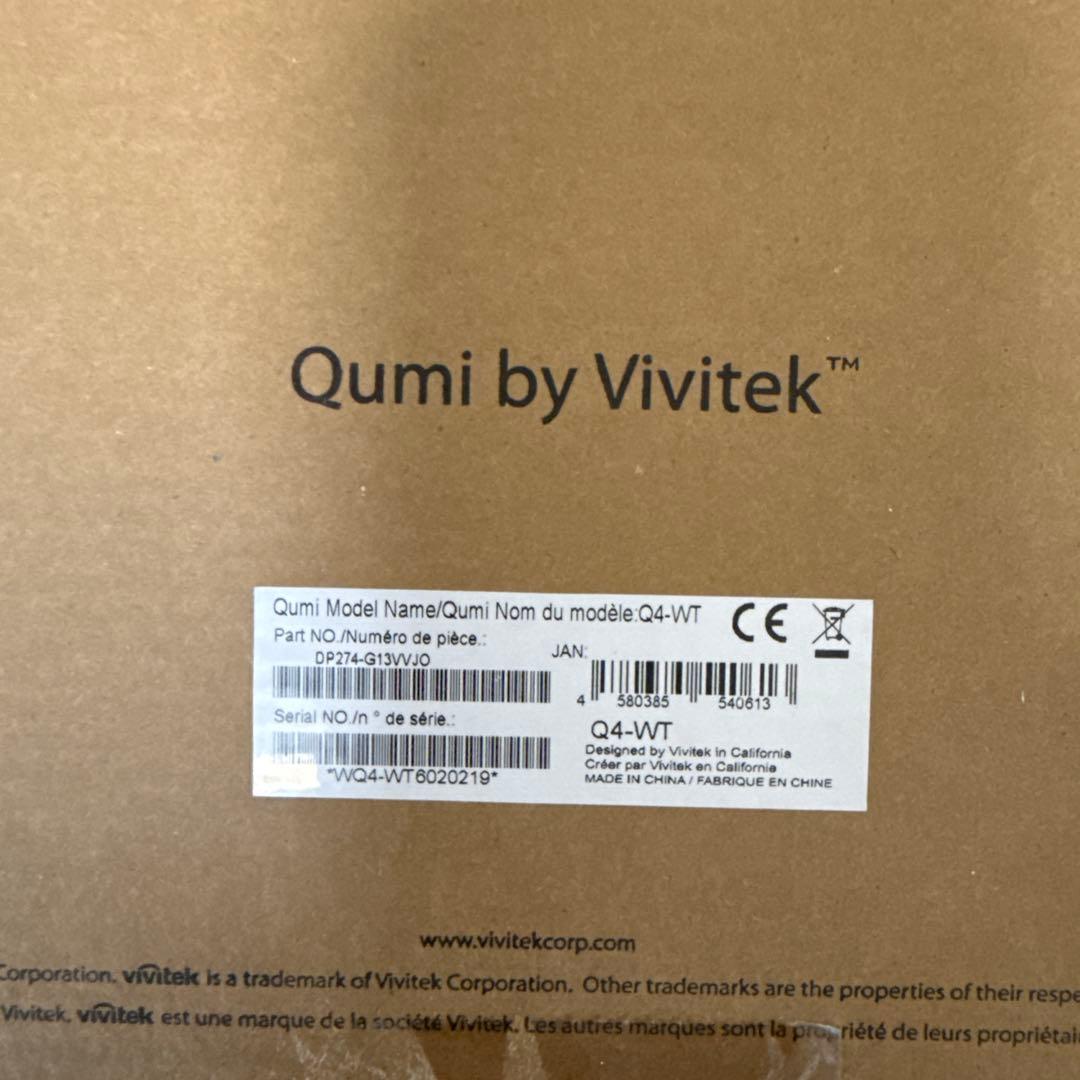 Qumi by Vivitek™
Qumi Model Name/Qumi Nom du modèle:Q4-WT
CE
Part NO./Numéro de pièce.:
DP274-G13VVJO
JAN:
4 580385 540613
Serial NO./n ° de série.:
*WQ4-WT6020219*
Q4-WT
Designed by Vivitek in California
Créer par Vivitek en California
MADE IN CHINA / FABRIQUE EN CHINE
www.vivitekcorp.com
Corporation. vivitek is a trademark of Vivitek Corporation. Other trademarks are the properties of their respe
Vivitek. vivitek est une marque de la société Vivitek. Les autres marques sont la propriété de leurs propriétai